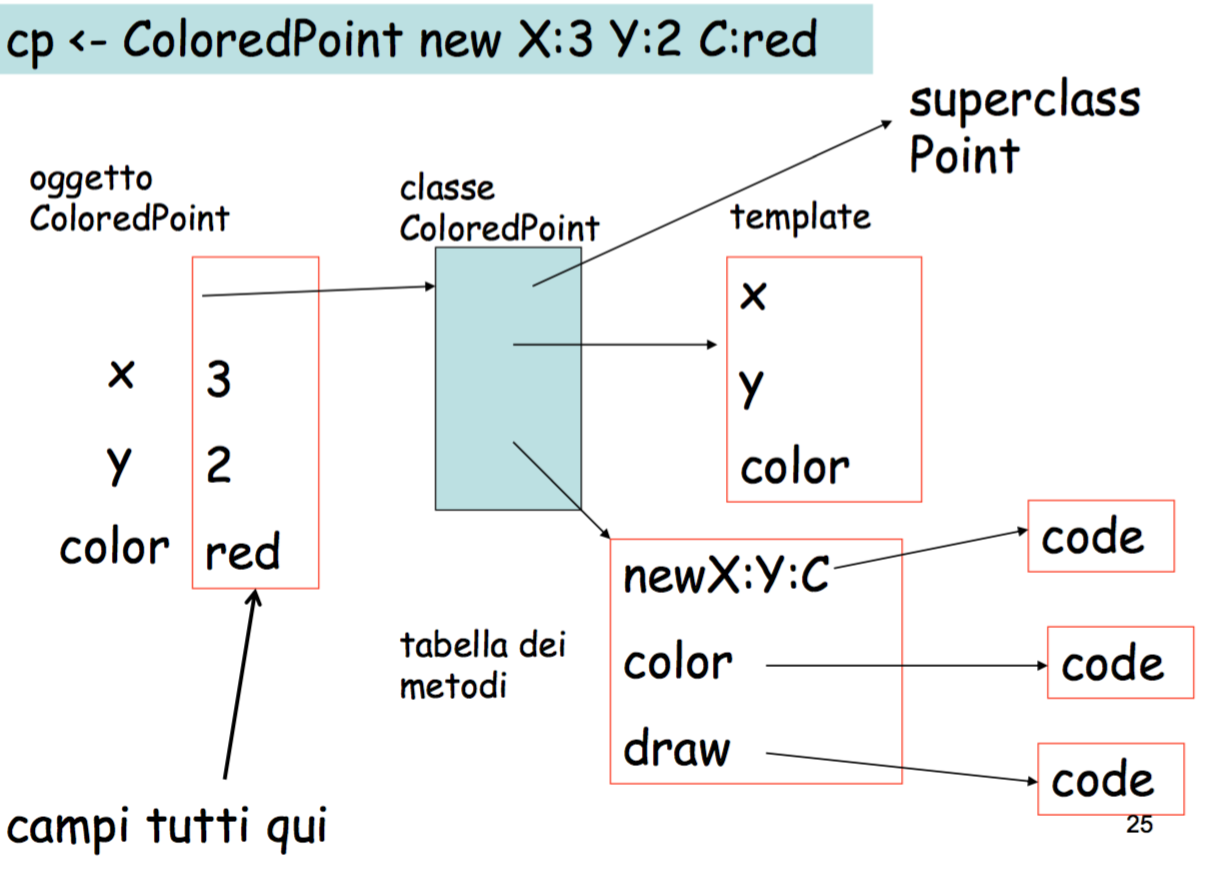 cp <- ColoredPoint new X:3 Y:2 C:red
superclass
Point
oggetto
ColoredPoint
classe
ColoredPoint
template
x
3
y
2
color
red
x
y
color
tabella dei
metodi
newX:Y:C
color
draw
code
code
code
campi tutti qui
25